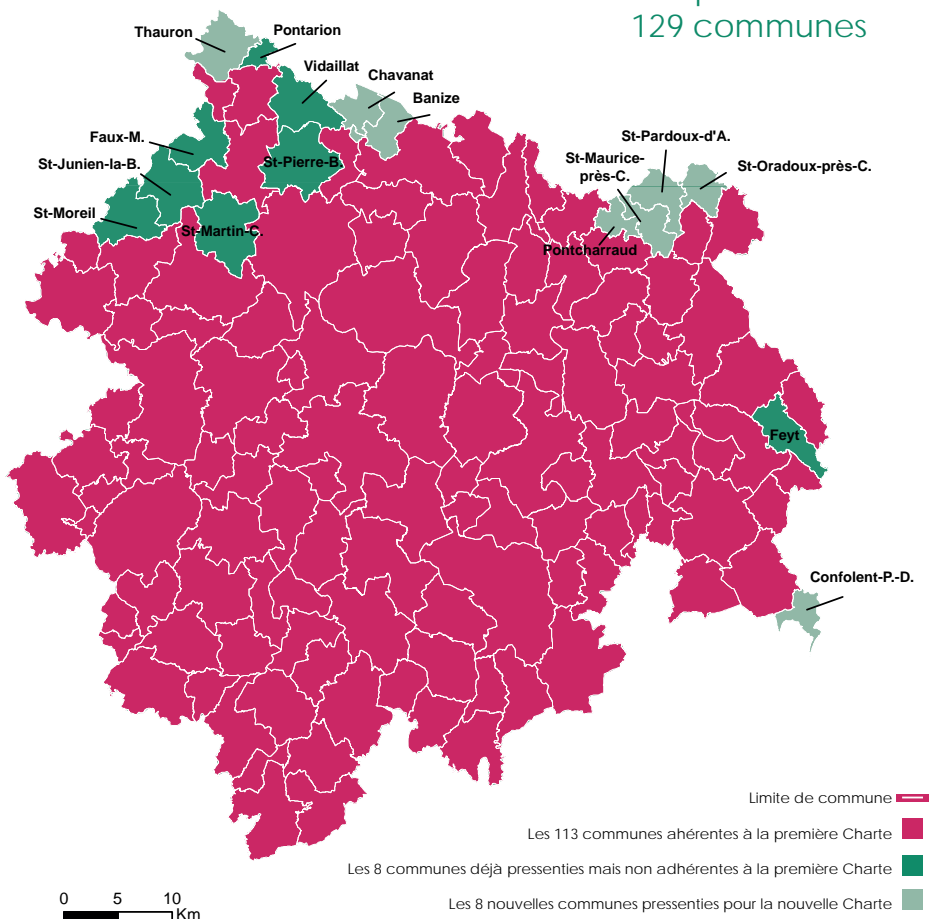 129 communes
Thauron
Pontarion
Vidaillat
Chavanat
Banize
Faux-M.
St-Junien-la-B.
St-Pierre-B.
St-Moreil
St-Martin-C.
St-Pardoux-d'A.
St-Maurice-
près-C.
St-Oradoux-près-C.
Pontcharraud
Feyt
Confolent-P.-D.
Limite de commune
Les 113 communes ahérentes à la première Charte
Les 8 communes déjà pressenties mais non adhérentes à la première Charte
Les 8 nouvelles communes pressenties pour la nouvelle Charte
0 5 10
Km